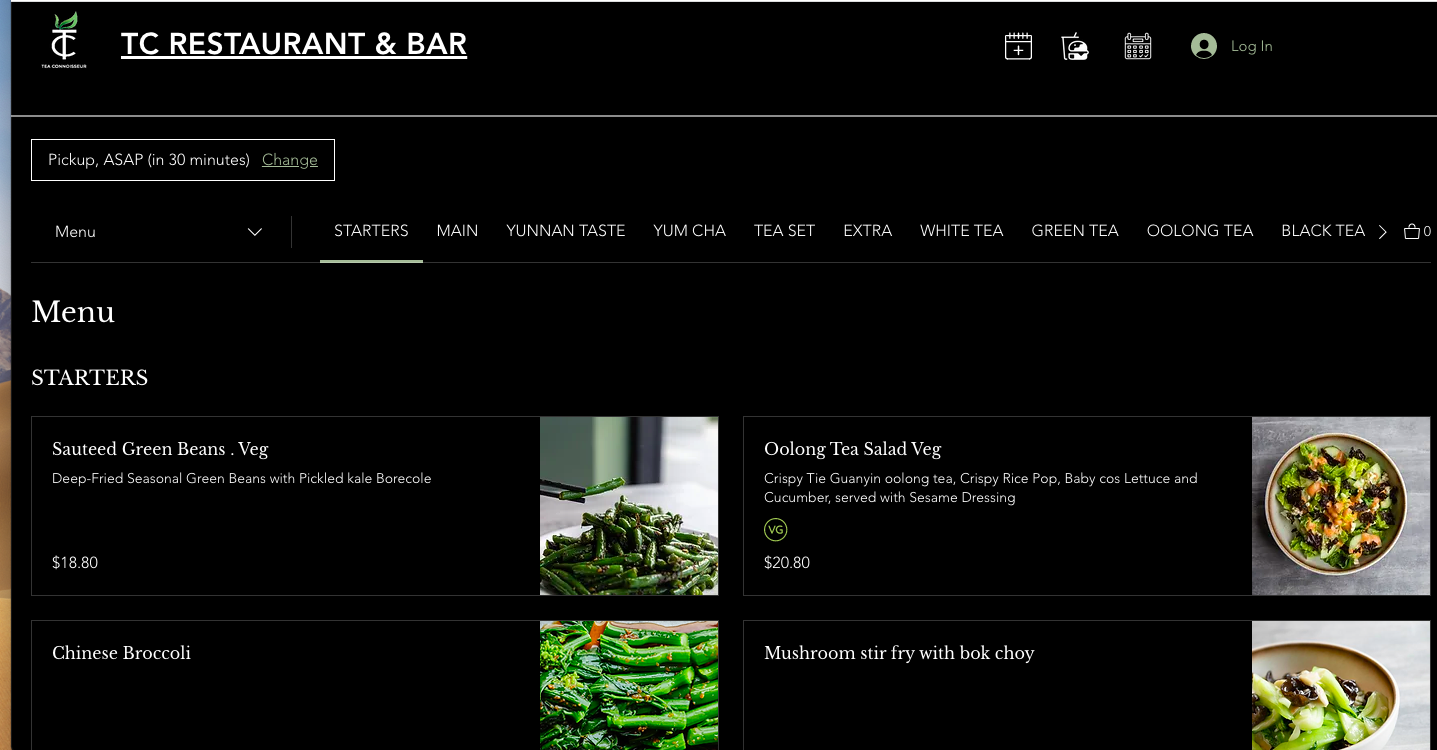 TEA CONNOISSEUR
TC RESTAURANT & BAR
Log In
Pickup, ASAP (in 30 minutes) Change
Menu
STARTERS MAIN YUNNAN TASTE YUM CHA TEA SET EXTRA WHITE TEA GREEN TEA OOLONG TEA BLACK TEA 0
Menu
STARTERS
Sauteed Green Beans . Veg
Deep-Fried Seasonal Green Beans with Pickled kale Borecole
$18.80
Oolong Tea Salad Veg
Crispy Tie Guanyin oolong tea, Crispy Rice Pop, Baby cos Lettuce and
Cucumber, served with Sesame Dressing
VG
$20.80
Chinese Broccoli
Mushroom stir fry with bok choy